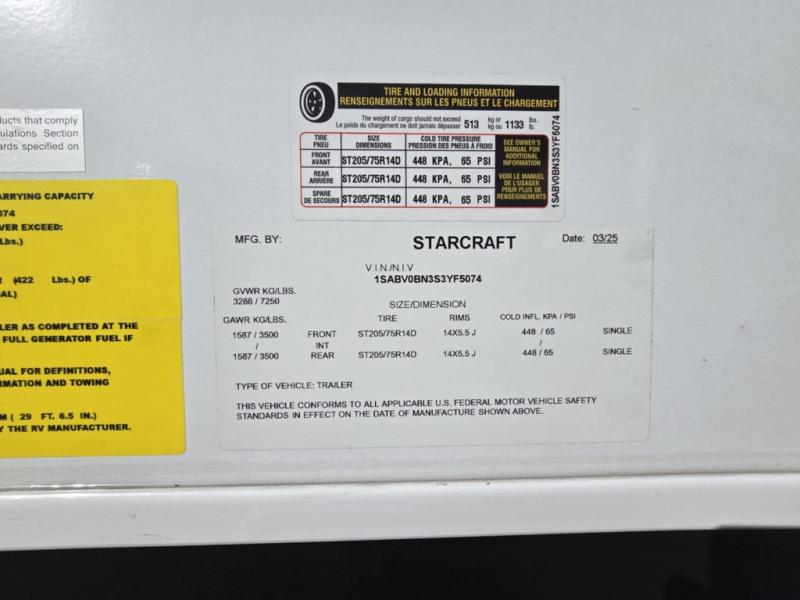 TIRE AND LOADING INFORMATION
RENSEIGNEMENTS SUR LES PNEUS ET LE CHARGEMENT
The weight of cargo should not exceed
Le poids du chargement ne doit jamais dépasser 513 kg or kg ou 1133 lbs. lb.
TIRE PNEU SIZE DIMENSIONS COLD TIRE PRESSURE PRESSION DES PNEUS À FROID
FRONT AVANT ST205/75R14D 448 KPA, 65 PSI
REAR ARRIÈRE ST205/75R14D 448 KPA, 65 PSI
SPARE DE SECOURS ST205/75R14D 448 KPA, 65 PSI
SEE OWNER'S
MANUAL FOR
ADDITIONAL
INFORMATION
VOIR LE MANUEL
DE L'USAGER
POUR PLUS DE
RENSEIGNEMENTS
1SABV0BN3S3YF5074
ducts that comply
ulations Section
ards specified on
ARRYING CAPACITY
074
VER EXCEED:
Lbs.)
(422 Lbs.) OF
AL)
LER AS COMPLETED AT THE
FULL GENERATOR FUEL IF
UAL FOR DEFINITIONS,
RMATION AND TOWING
M ( 29 FT. 6.5 IN.)
Y THE RV MANUFACTURER.
MFG. BY: STARCRAFT Date: 03/25
V.I.N./N.I.V
1SABV0BN3S3YF5074
GVWR KG/LBS.
3288 / 7250
SIZE/DIMENSION
GAWR KG/LBS. TIRE RIMS COLD INFL. KPA / PSI
1587 / 3500 FRONT ST205/75R14D 14X5.5 J 448 / 65 SINGLE
/ INT /
1587 / 3500 REAR ST205/75R14D 14X5.5 J 448 / 65 SINGLE
TYPE OF VEHICLE: TRAILER
THIS VEHICLE CONFORMS TO ALL APPLICABLE U.S. FEDERAL MOTOR VEHICLE SAFETY
STANDARDS IN EFFECT ON THE DATE OF MANUFACTURE SHOWN ABOVE.